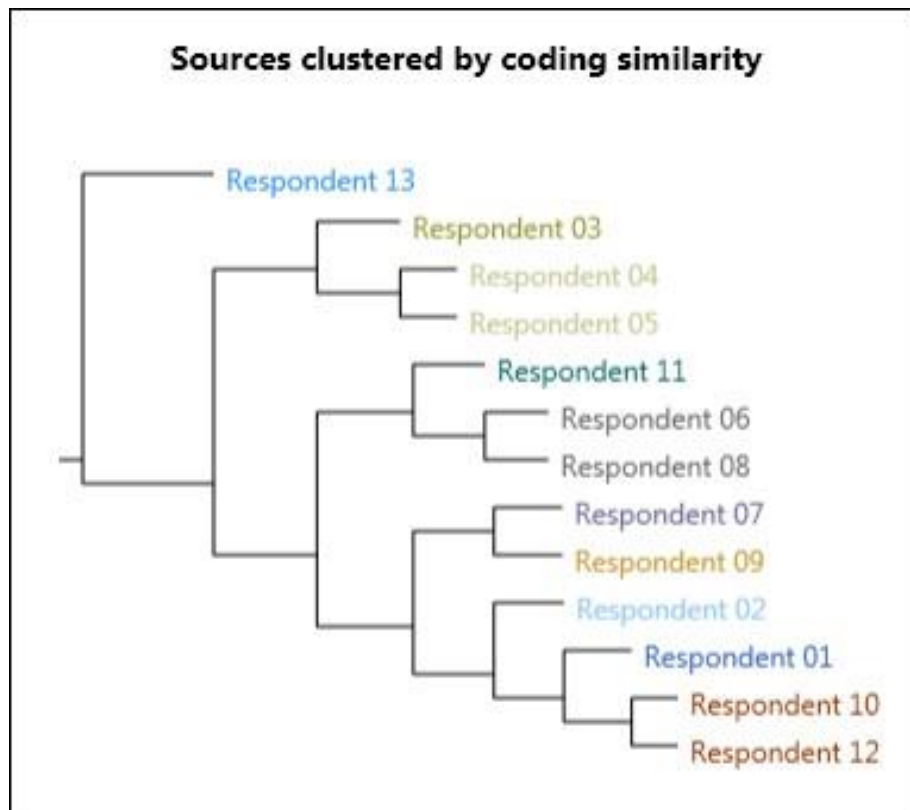 Sources clustered by coding similarity
Respondent 13
Respondent 03
Respondent 04
Respondent 05
Respondent 11
Respondent 06
Respondent 08
Respondent 07
Respondent 09
Respondent 02
Respondent 01
Respondent 10
Respondent 12